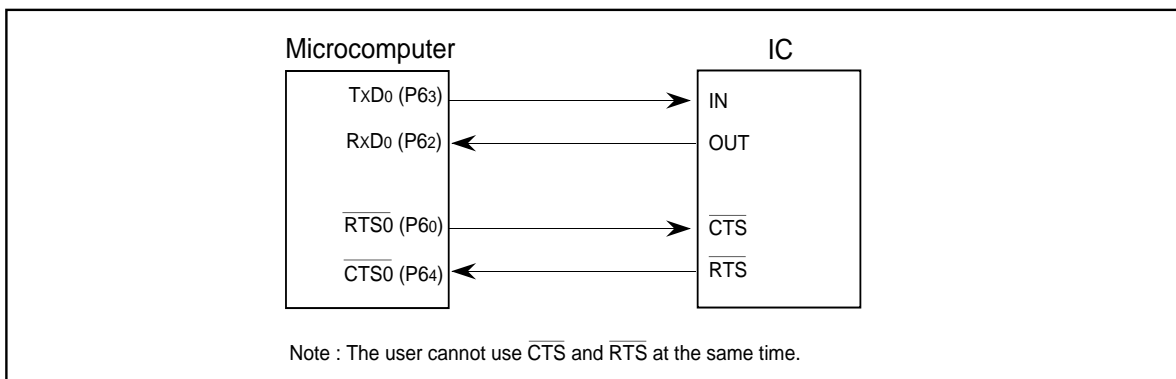 Microcomputer IC
TxD0 (P63) IN
RxD0 (P62) OUT
RTS0 (P60) CTS
CTS0 (P64) RTS
Note : The user cannot use CTS and RTS at the same time.